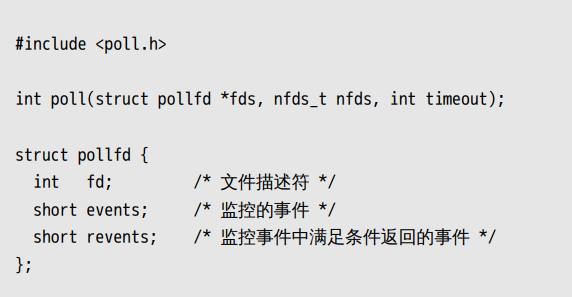 #include <poll.h>
int poll(struct pollfd *fds, nfds_t nfds, int timeout);
struct pollfd {
int fd; /* 文件描述符 */
short events; /* 监控的事件 */
short revents; /* 监控事件中满足条件返回的事件 */
};